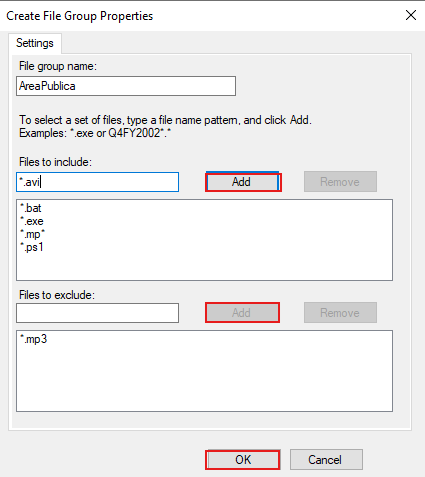 Create File Group Properties
Settings
File group name:
AreaPublica
To select a set of files, type a file name pattern, and click Add.
Examples: *.exe or Q4FY2002*.*
Files to include:
*.avi
Add
Remove
*.bat
*.exe
*.mp*
*.ps1
Files to exclude:
Add
Remove
*.mp3
OK
Cancel